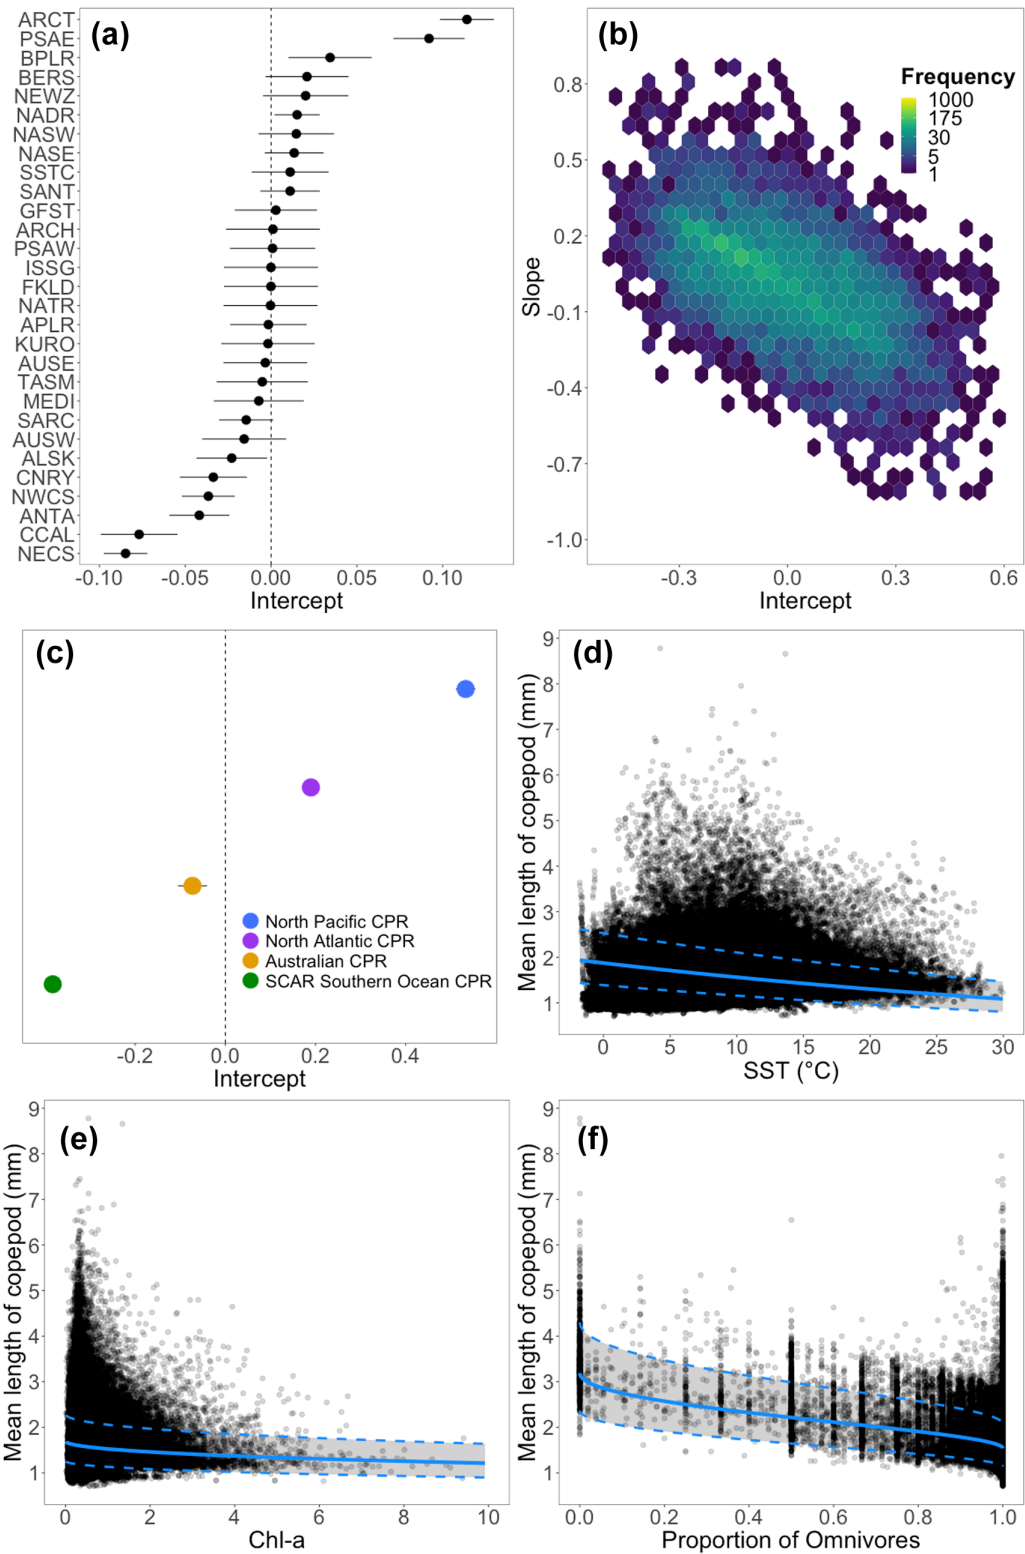 (a)
ARCT
PSAE
BPLR
BERS
NEWZ
NADR
NASW
NASE
SSTC
SANT
GFST
ARCH
PSAW
ISSG
FKLD
NATR
APLR
KURO
AUSE
TASM
MEDI
SARC
AUSW
ALSK
CNRY
NWCS
ANTA
CCAL
NECS
-0.10 -0.05 0.00 0.05 0.10
Intercept
(b)
Frequency
1000
175
30
5
1
Slope
0.8
0.5
0.2
-0.1
-0.4
-0.7
-1.0
-0.3 0.0 0.3 0.6
Intercept
(c)
North Pacific CPR
North Atlantic CPR
Australian CPR
SCAR Southern Ocean CPR
-0.2 0.0 0.2 0.4
Intercept
(d)
Mean length of copepod (mm)
9
8
7
6
5
4
3
2
1
0 5 10 15 20 25 30
SST (°C)
(e)
Mean length of copepod (mm)
9
8
7
6
5
4
3
2
1
0 2 4 6 8 10
Chl-a
(f)
Mean length of copepod (mm)
9
8
7
6
5
4
3
2
1
0.0 0.2 0.4 0.6 0.8 1.0
Proportion of Omnivores